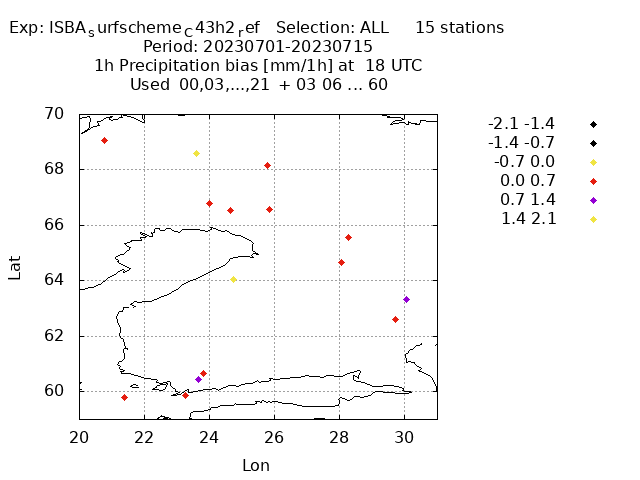 Exp: ISBAsurfschemeC43h2ref Selection: ALL 15 stations
Period: 20230701-20230715
1h Precipitation bias [mm/1h] at 18 UTC
Used 00,03,...,21 + 03 06 ... 60
-2.1 -1.4
-1.4 -0.7
-0.7 0.0
0.0 0.7
0.7 1.4
1.4 2.1
Lat
70
68
66
64
62
60
20 22 24 26 28 30
Lon